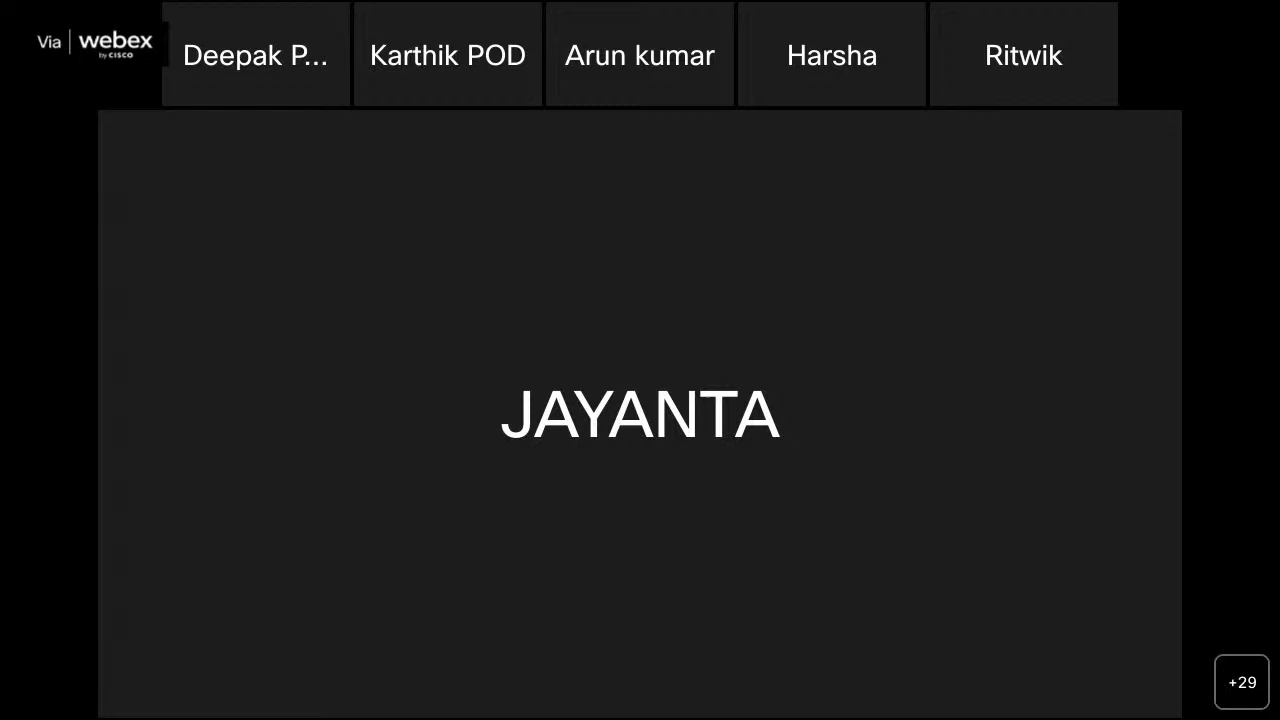 Via webex
by CISCO
Deepak P...
Karthik POD
Arun kumar
Harsha
Ritwik
JAYANTA
+29